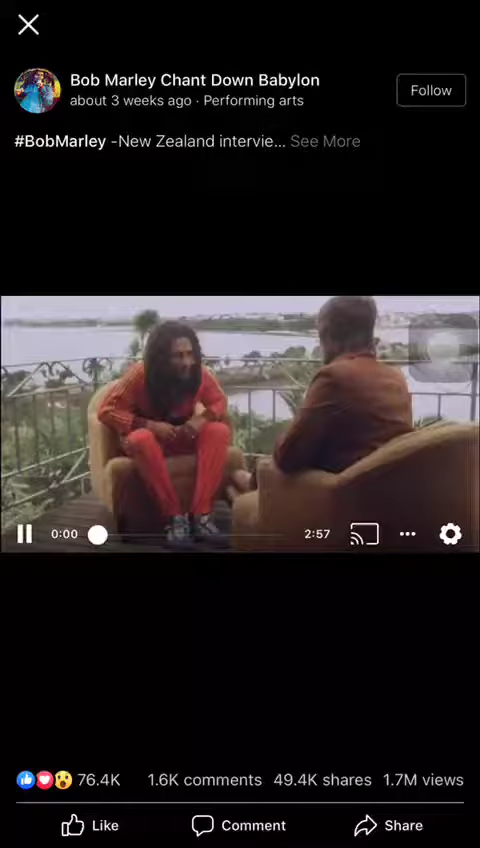 Bob Marley Chant Down Babylon
about 3 weeks ago · Performing arts
Follow
#BobMarley -New Zealand intervie... See More
0:00
2:57
76.4K
1.6K comments
49.4K shares
1.7M views
Like
Comment
Share